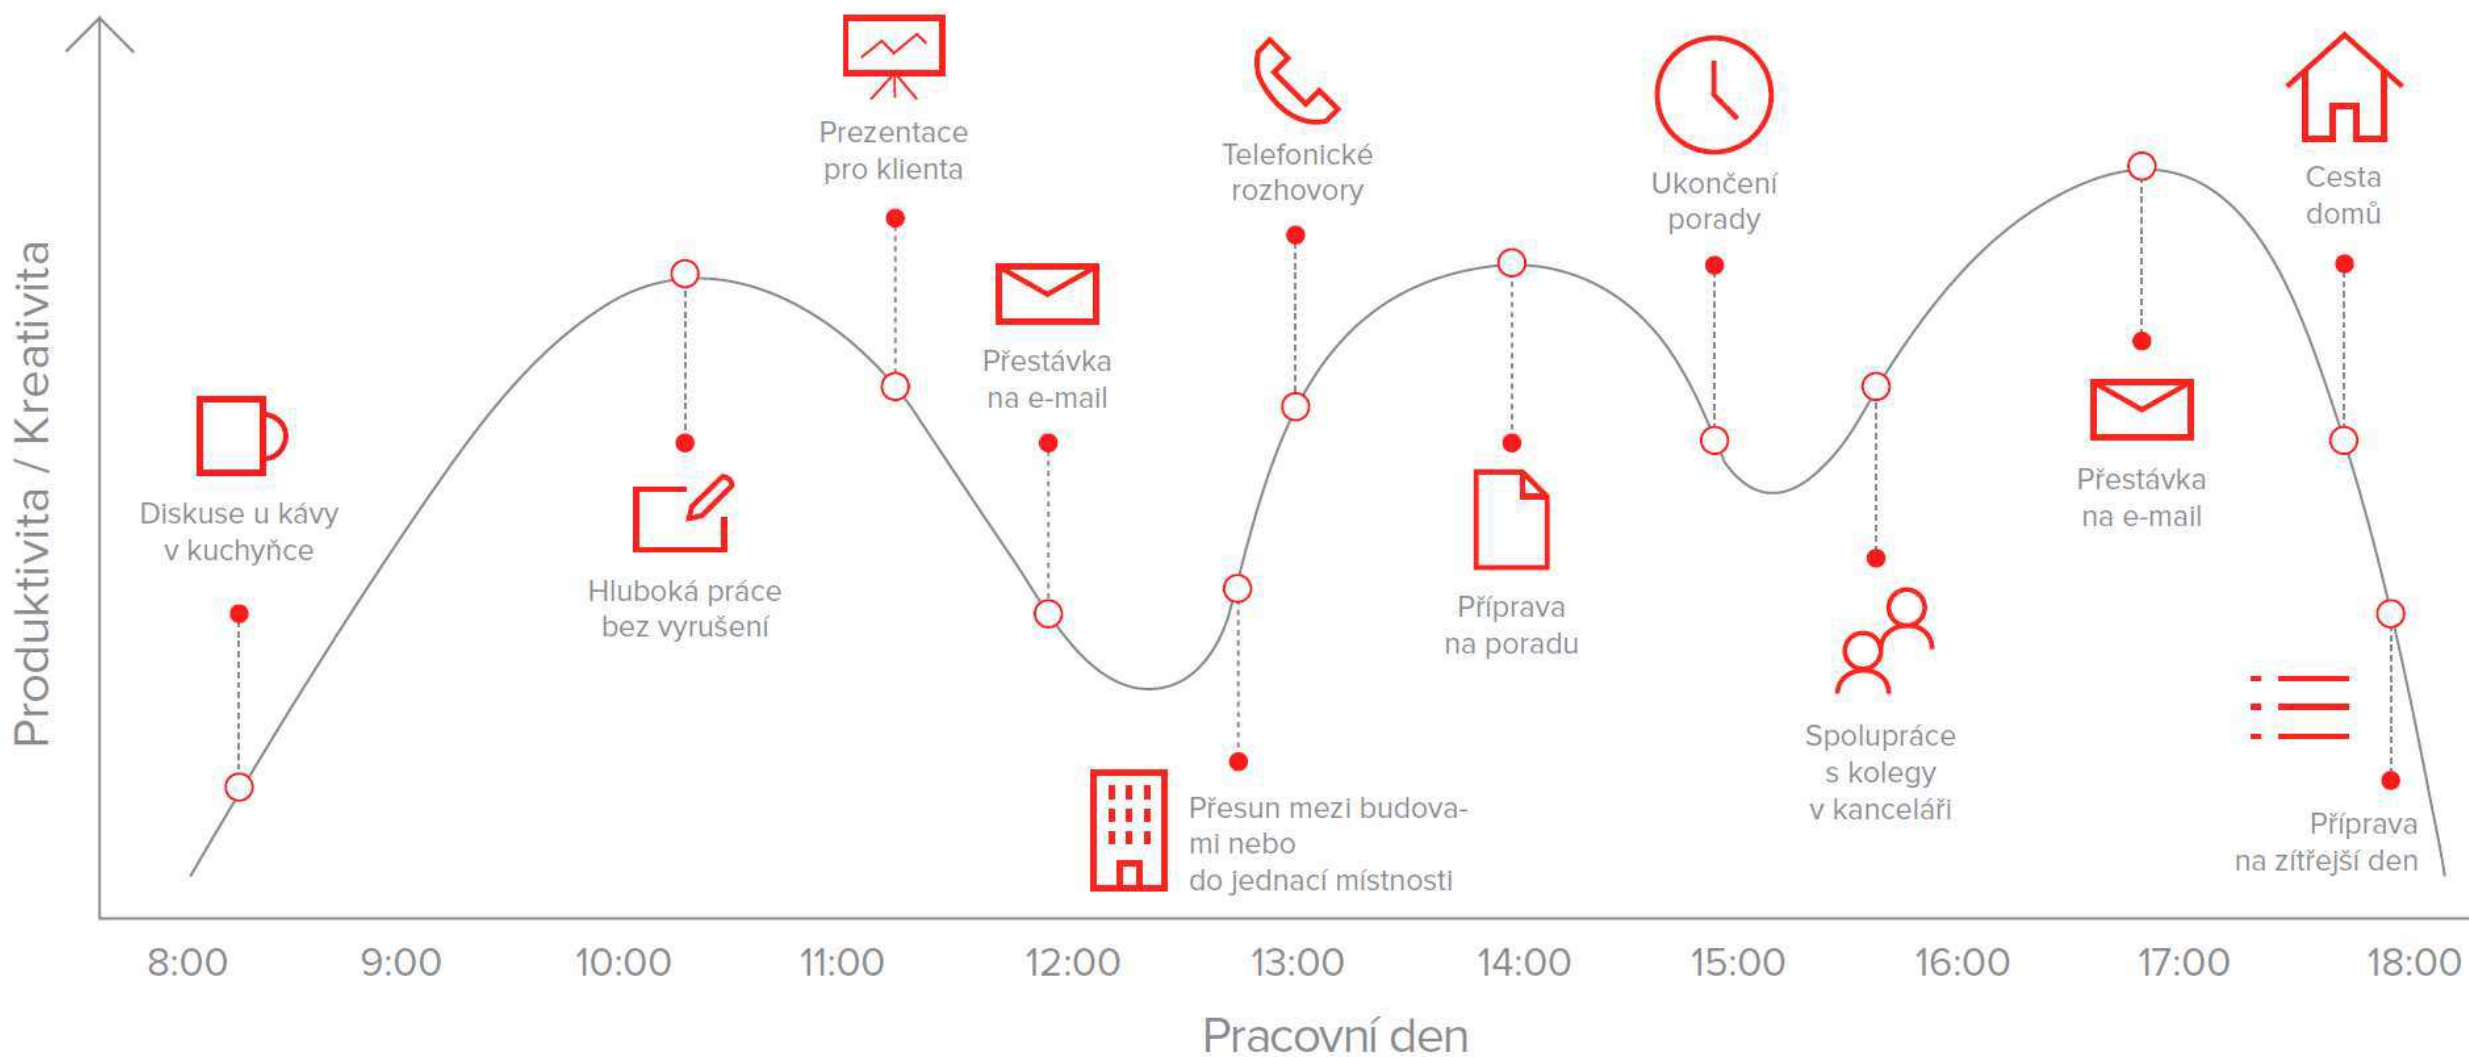 Produktivita / Kreativita
Diskuse u kávy
v kuchyňce
Hluboká práce
bez vyrušení
Prezentace
pro klienta
Přestávka
na e-mail
Přesun mezi budova-
mi nebo
do jednací místnosti
Telefonické
rozhovory
Příprava
na poradu
Ukončení
porady
Spolupráce
s kolegy
v kanceláři
Přestávka
na e-mail
Cesta
domů
Příprava
na zítřejší den
8:00
9:00
10:00
11:00
12:00
13:00
14:00
15:00
16:00
17:00
18:00
Pracovní den